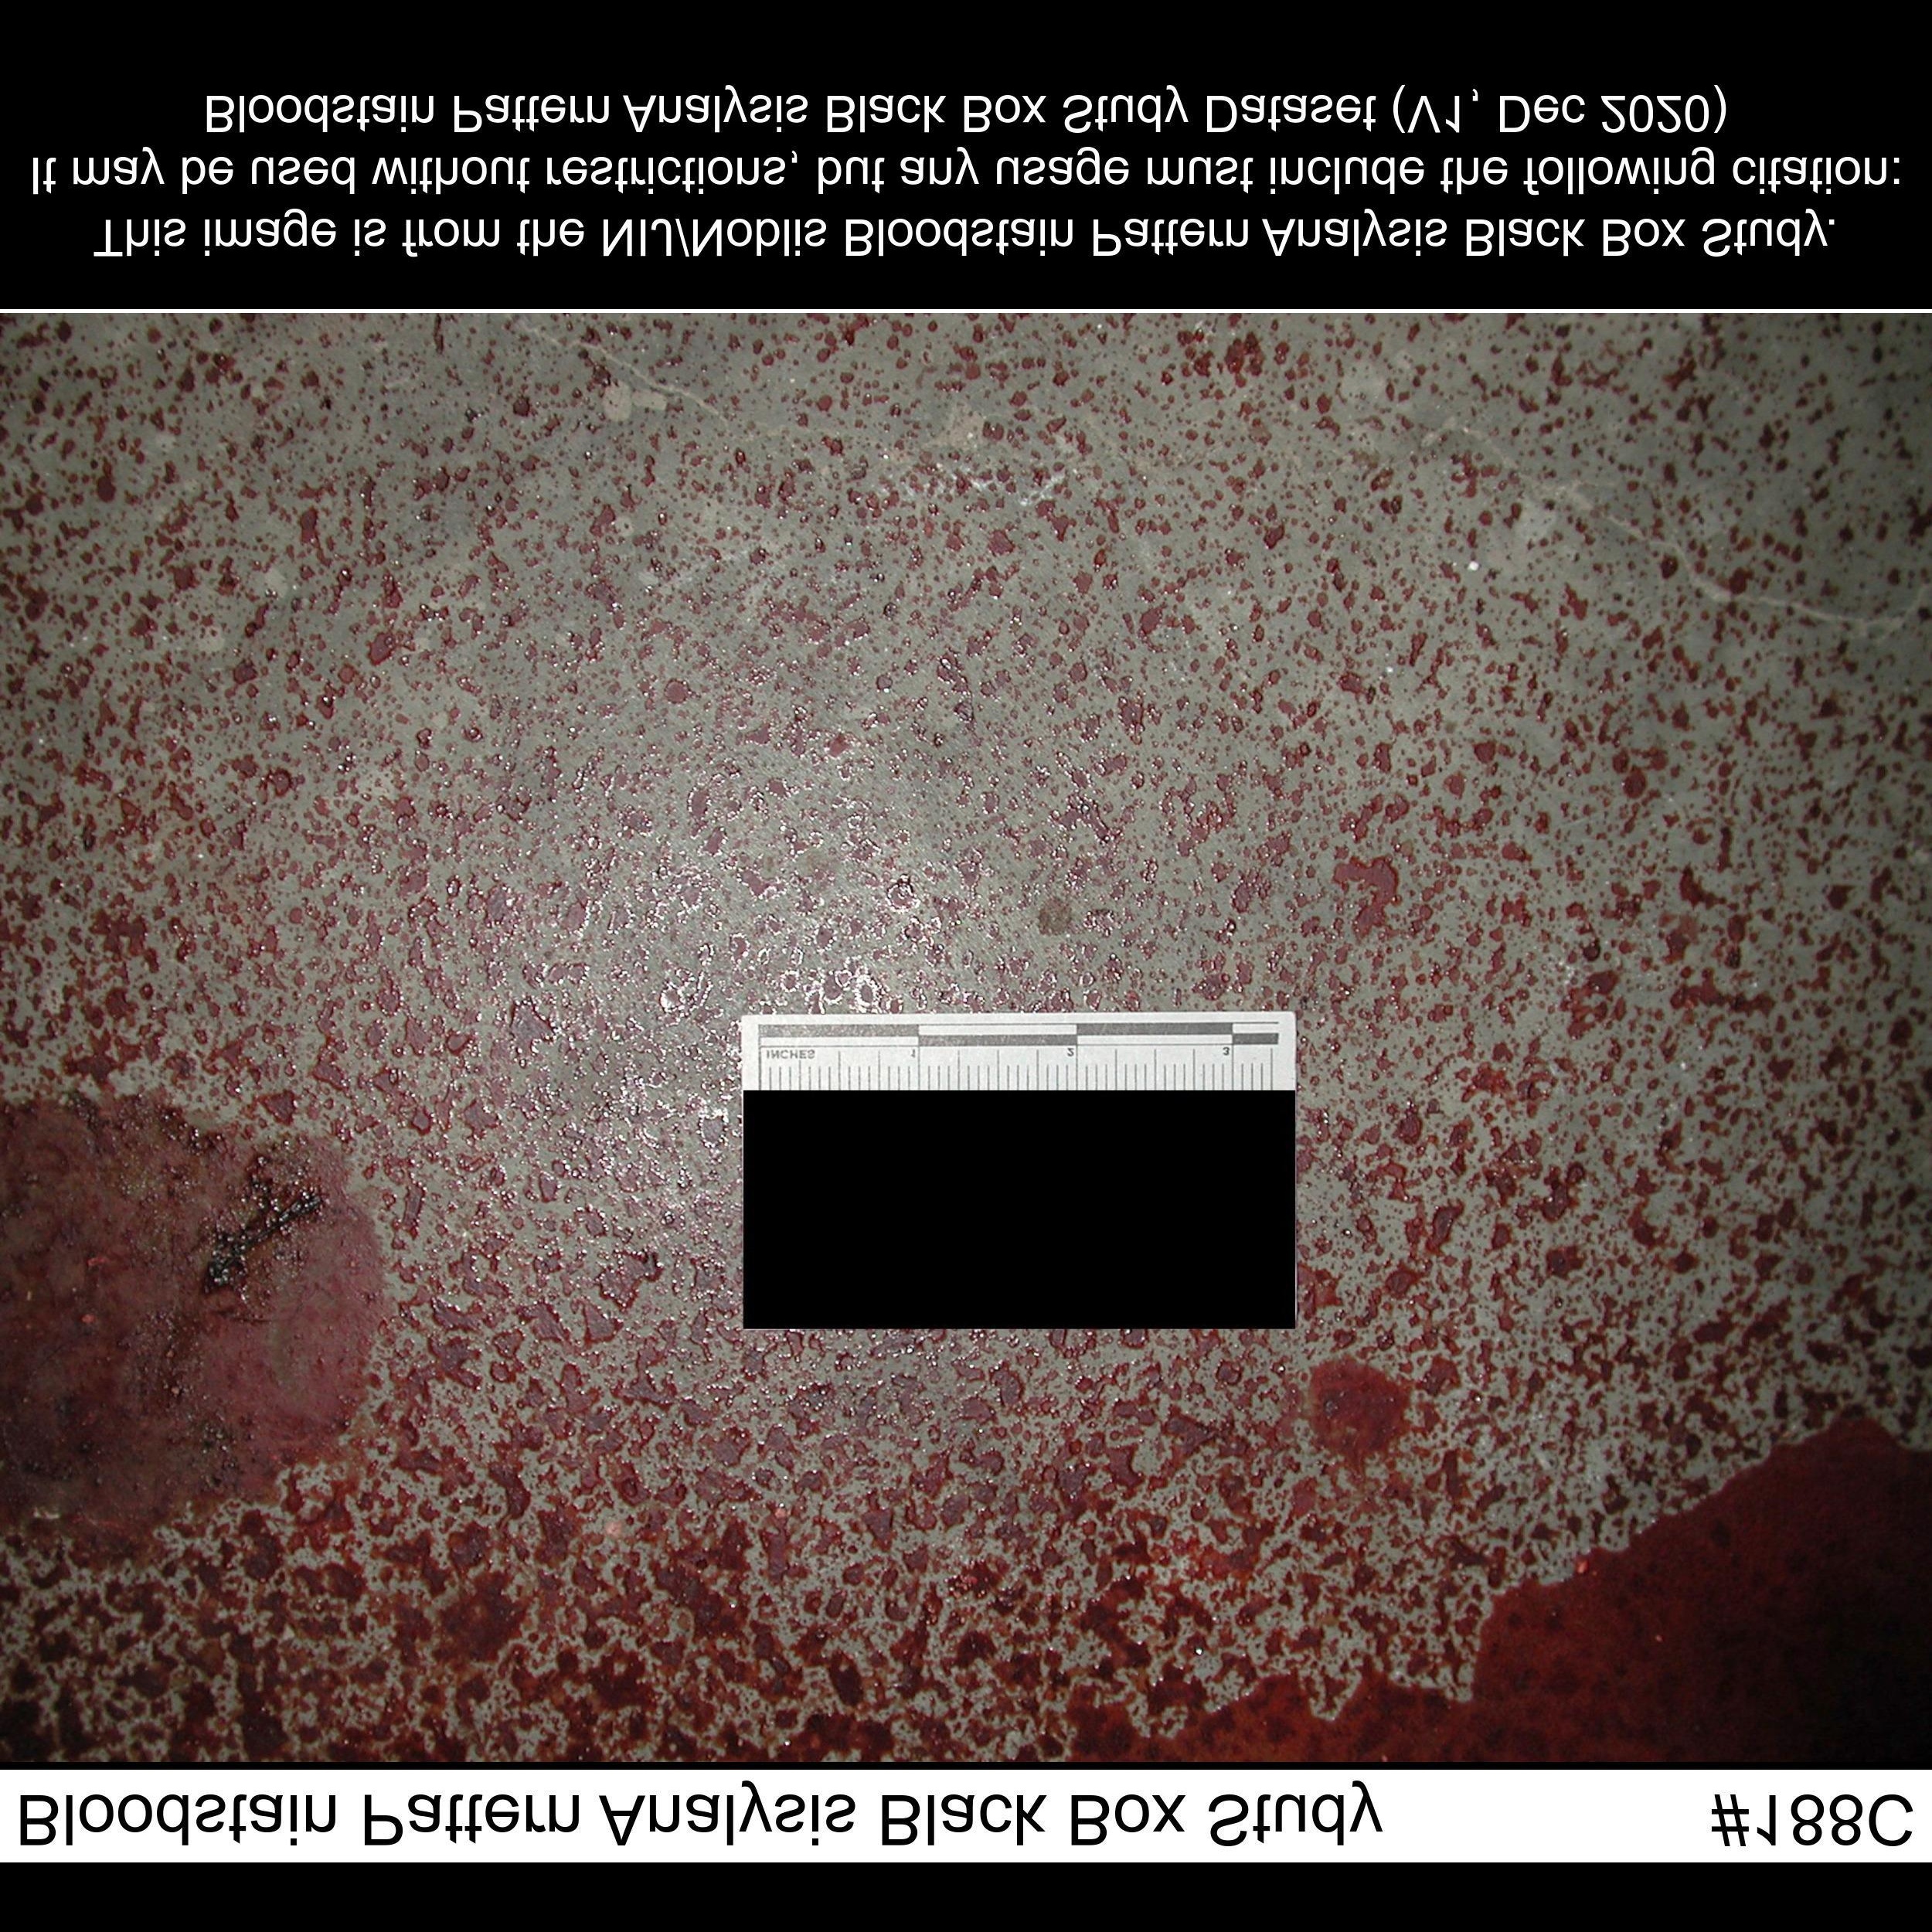 Bloodstain Pattern Analysis Black Box Study #188C
INCHES 1 2 3
This image is from the NIJ/Noblis Bloodstain Pattern Analysis Black Box Study.
It may be used without restrictions, but any usage must include the following citation:
Bloodstain Pattern Analysis Black Box Study Dataset (V1, Dec 2020)